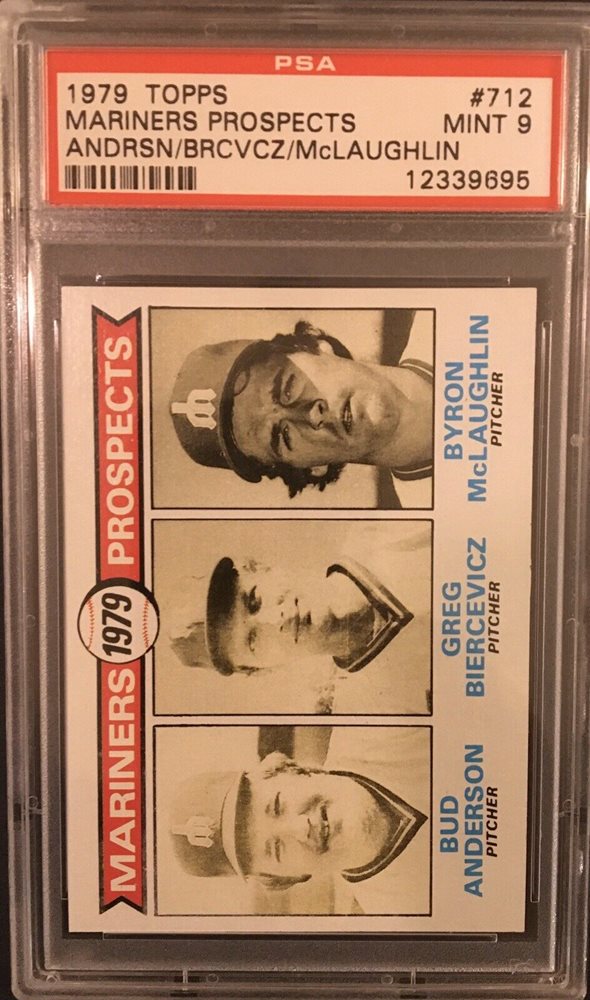 PSA
1979 TOPPS #712
MARINERS PROSPECTS MINT 9
ANDRSN/BRCVCZ/McLAUGHLIN
12339695
MARINERS 1979 PROSPECTS
BUD
ANDERSON
PITCHER
GREG
BIERCEVICZ
PITCHER
BYRON
McLAUGHLIN
PITCHER